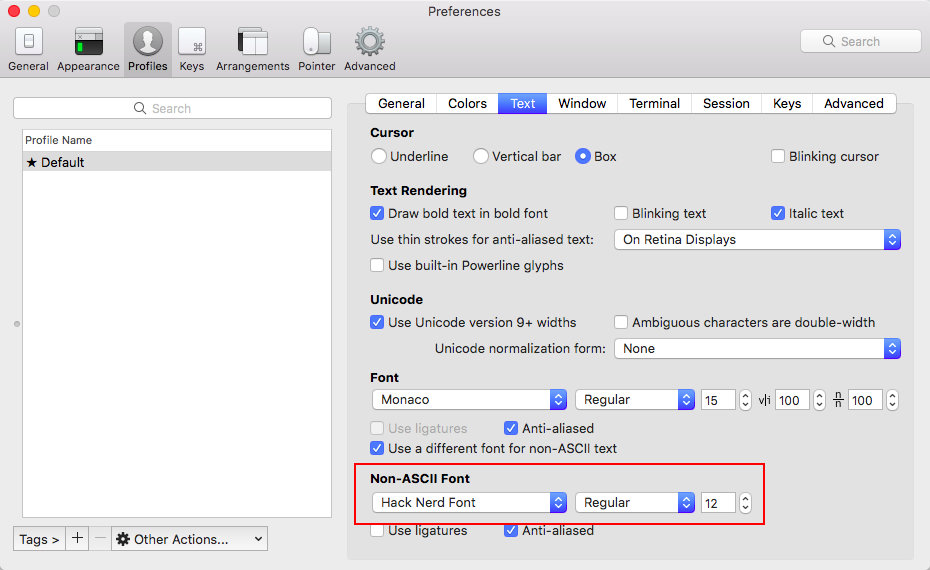 Preferences
General Appearance Profiles Keys Arrangements Pointer Advanced
Search
Search
Profile Name
★ Default
Tags > + − Other Actions...
General Colors Text Window Terminal Session Keys Advanced
Cursor
Underline Vertical bar Box Blinking cursor
Text Rendering
Draw bold text in bold font Blinking text Italic text
Use thin strokes for anti-aliased text: On Retina Displays
Use built-in Powerline glyphs
Unicode
Use Unicode version 9+ widths Ambiguous characters are double-width
Unicode normalization form: None
Font
Monaco Regular 15 v|i 100 n/n 100
Use ligatures Anti-aliased
Use a different font for non-ASCII text
Non-ASCII Font
Hack Nerd Font Regular 12
Use ligatures Anti-aliased